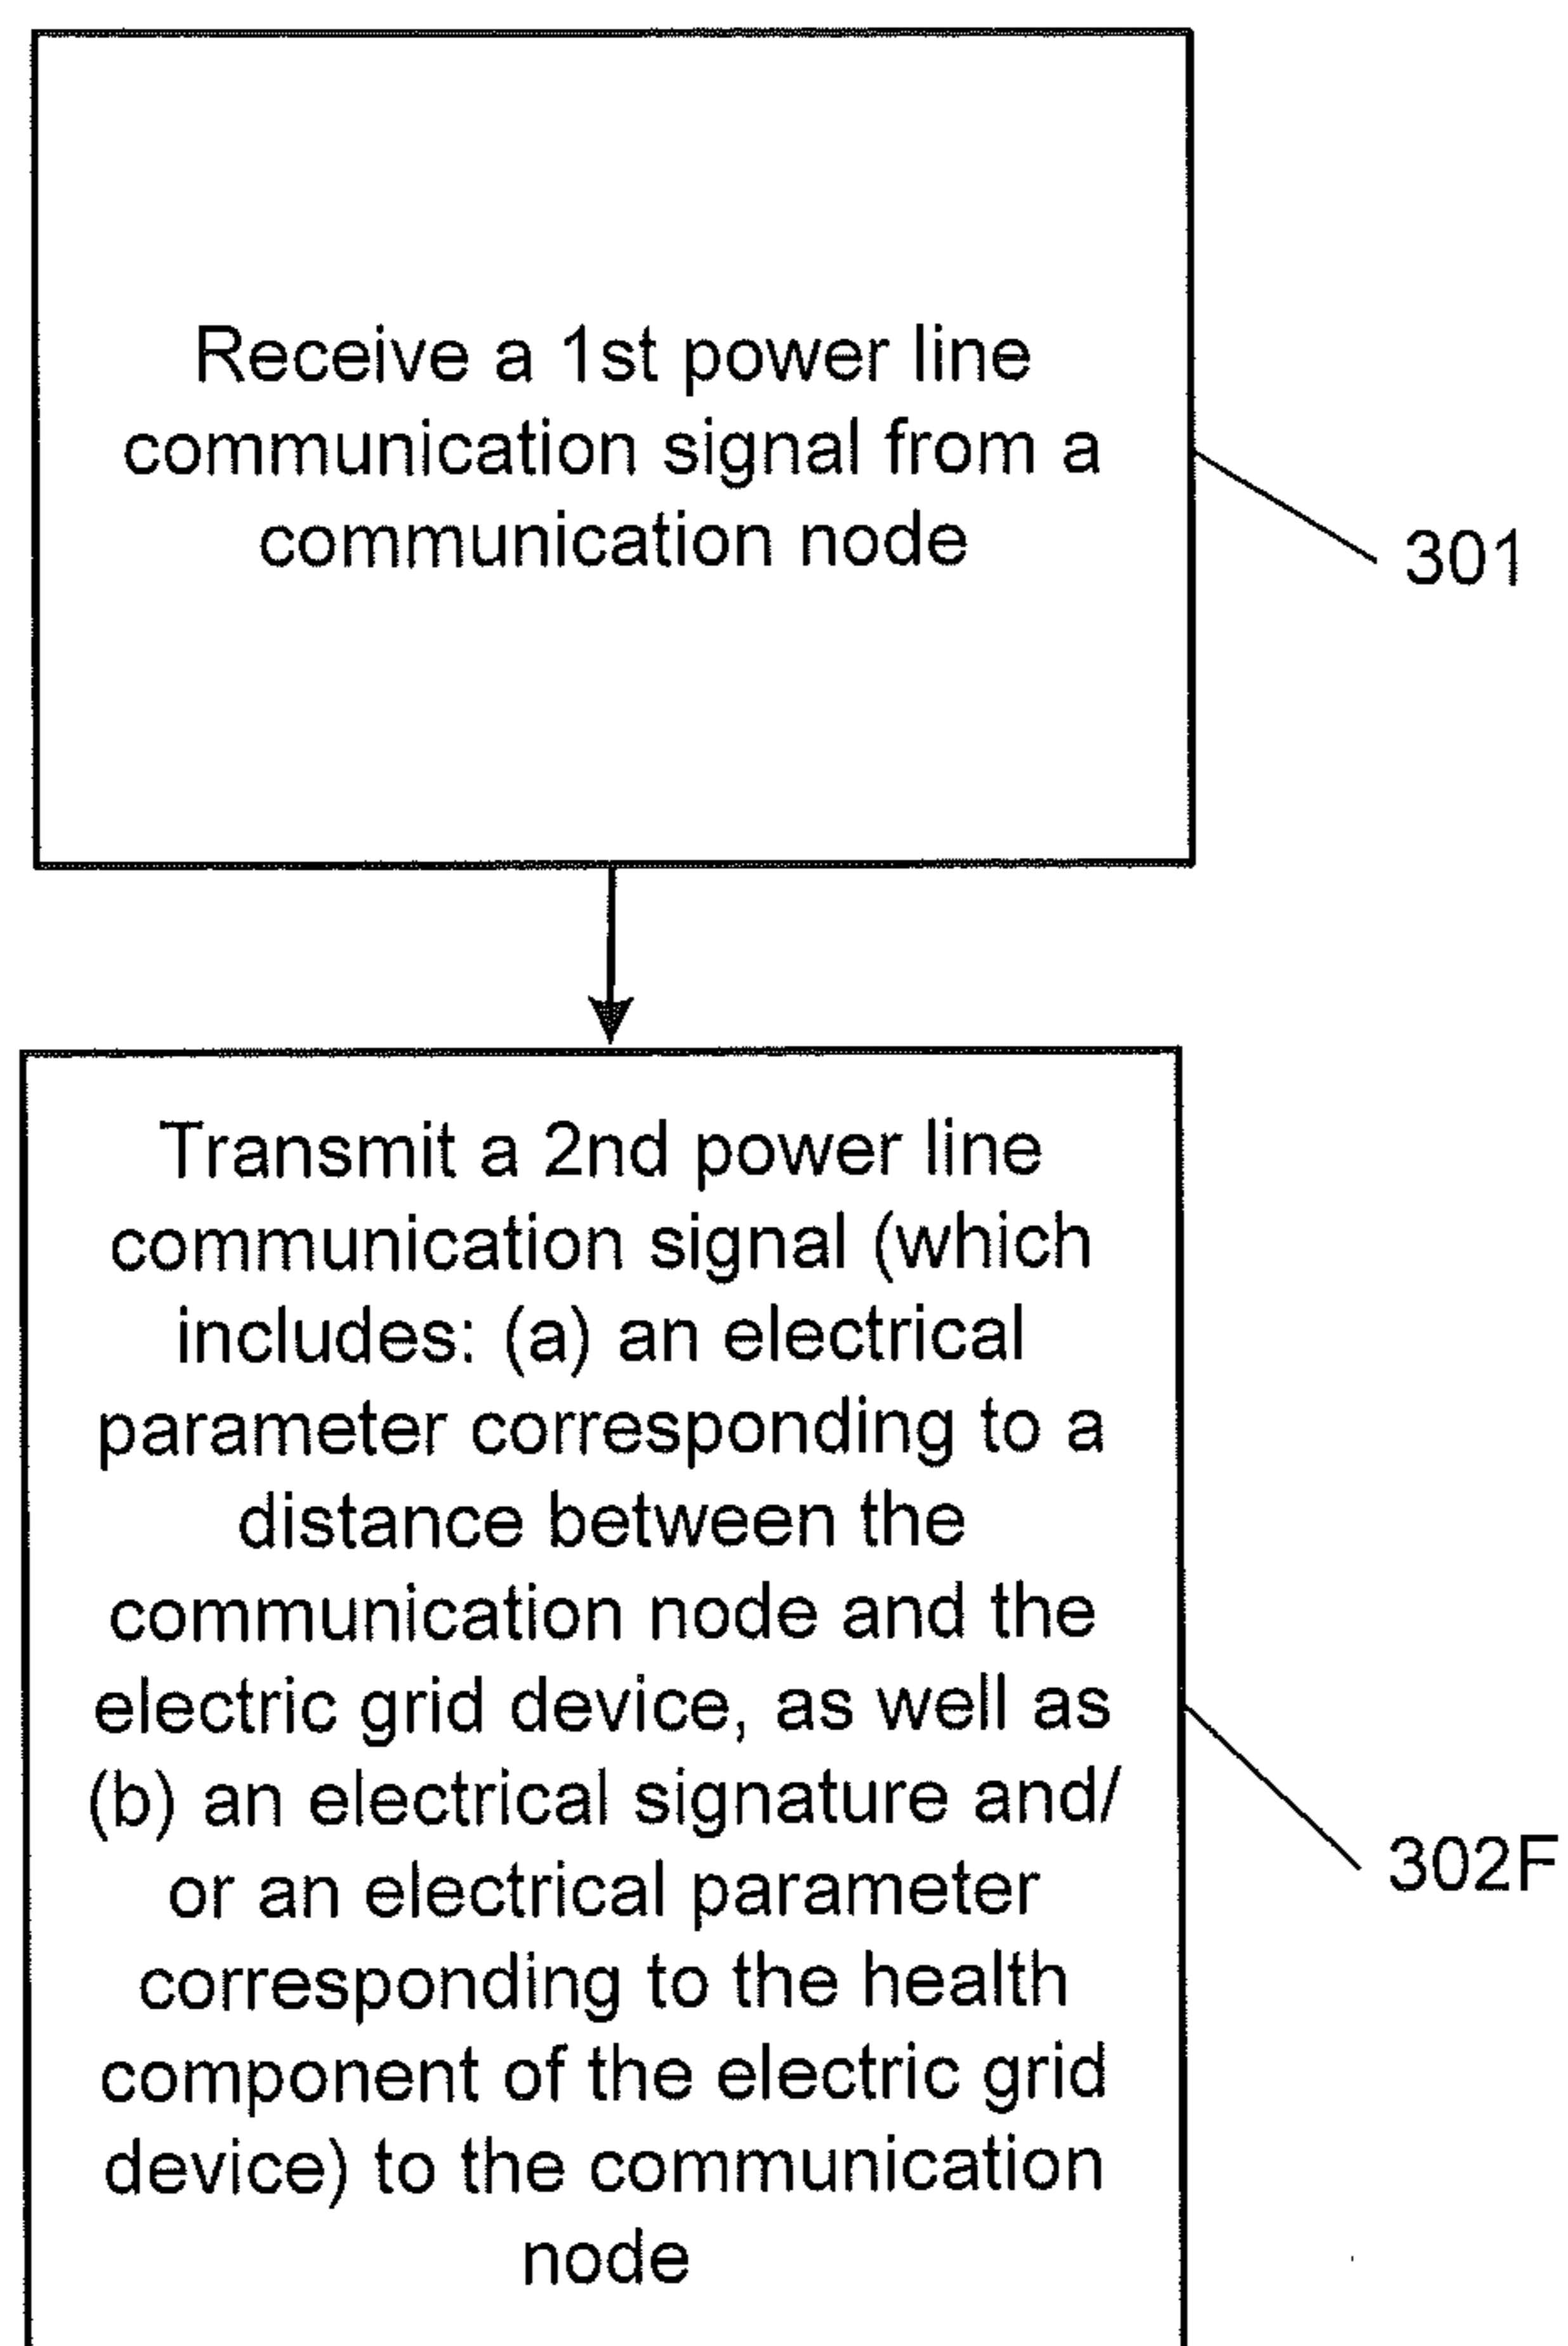 Receive a 1st power line
communication signal from a
communication node
301
Transmit a 2nd power line
communication signal (which
includes: (a) an electrical
parameter corresponding to a
distance between the
communication node and the
electric grid device, as well as
(b) an electrical signature and/
or an electrical parameter
corresponding to the health
component of the electric grid
device) to the communication
node
302F